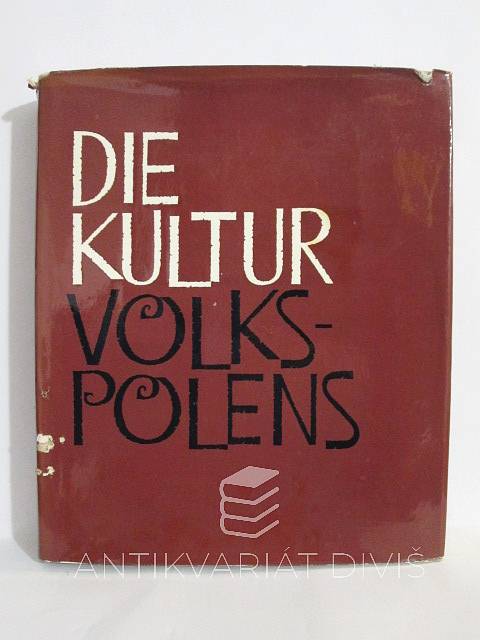 DIE
KULTUR
VOLKS-
POLENS
ANTIKVARIÁT DIVIŠ